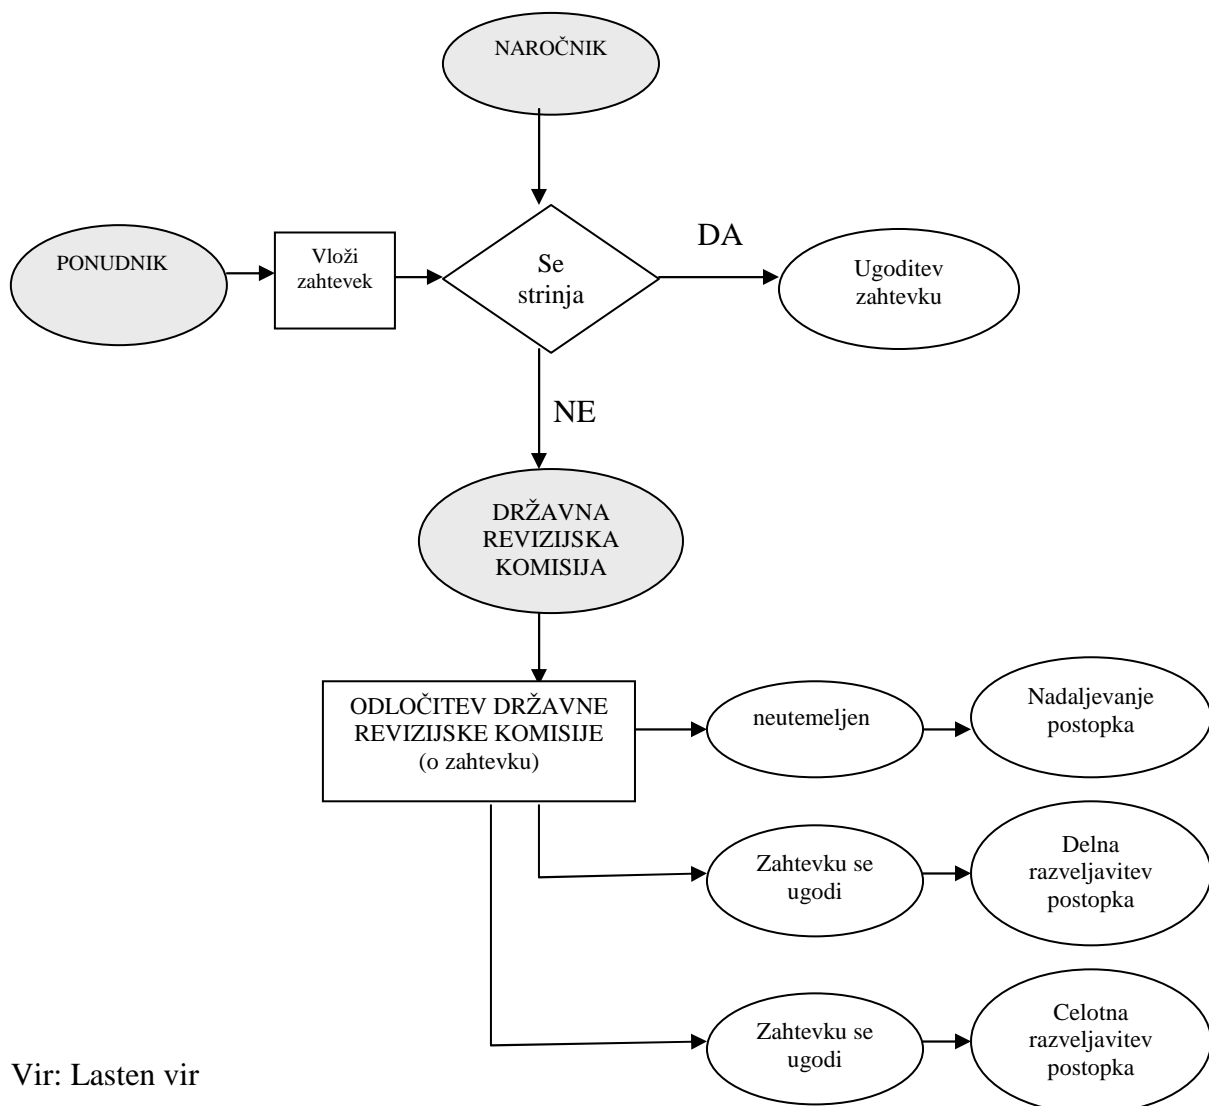 NAROČNIK
PONUDNIK
Vloži
zahtevek
Se
strinja
DA
Ugoditev
zahtevku
NE
DRŽAVNA
REVIZIJSKA
KOMISIJA
ODLOČITEV DRŽAVNE
REVIZIJSKE KOMISIJE
(o zahtevku)
neutemeljen
Nadaljevanje
postopka
Zahtevku se
ugodi
Delna
razveljavitev
postopka
Zahtevku se
ugodi
Celotna
razveljavitev
postopka
Vir: Lasten vir